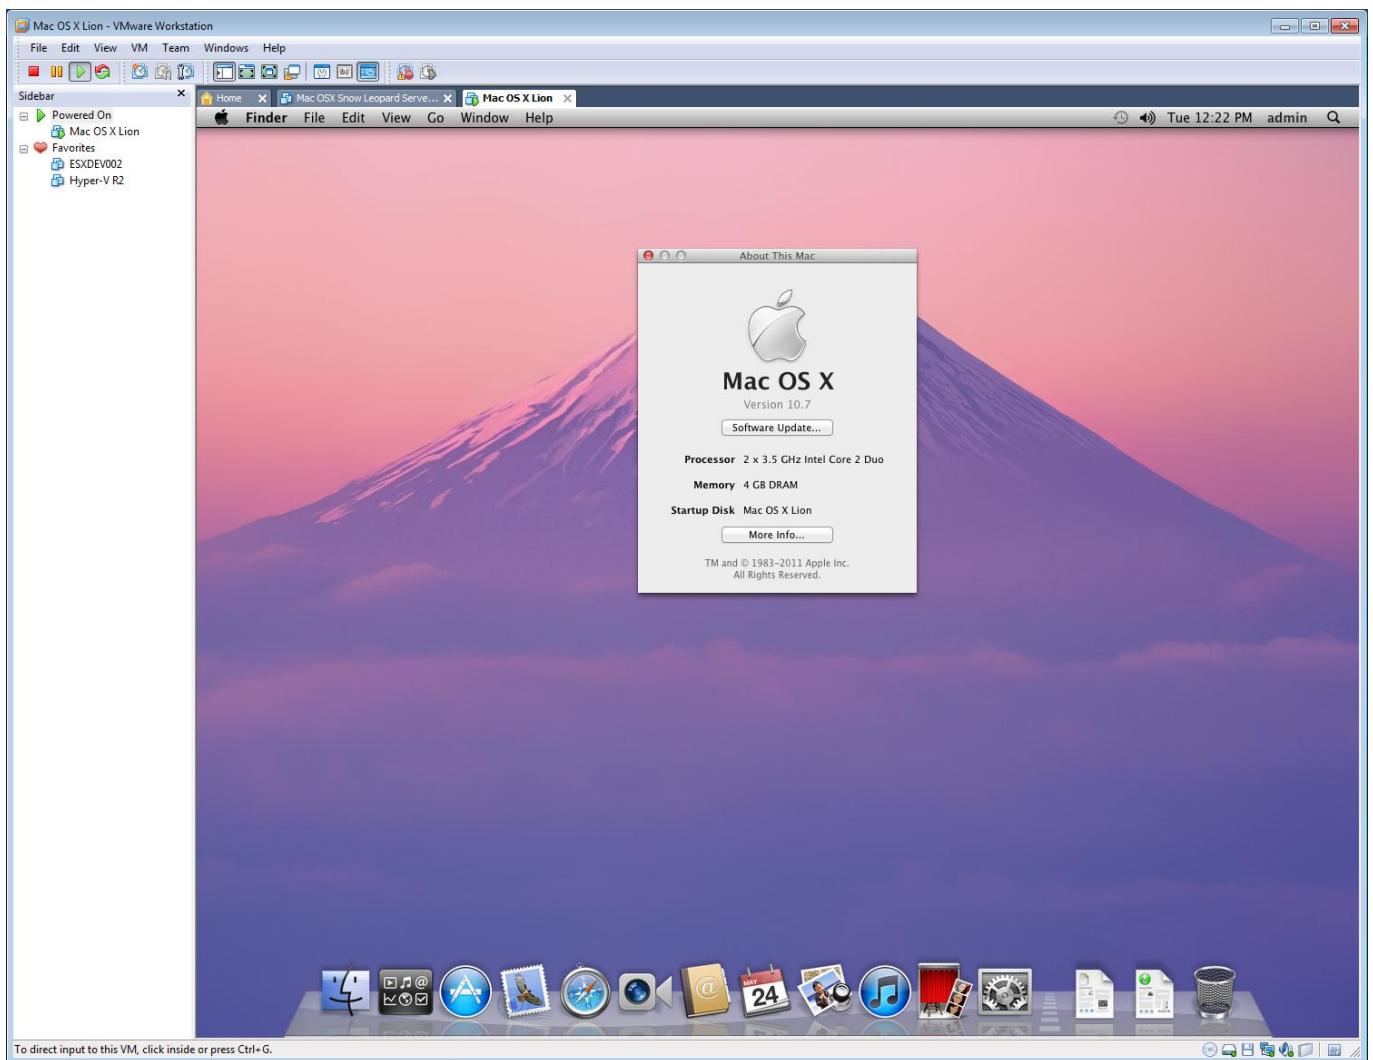 Mac OS X Lion - VMware Workstation
File Edit View VM Team Windows Help
Sidebar
Powered On
Mac OS X Lion
Favorites
ESXDEV002
Hyper-V R2
Home Mac OSX Snow Leopard Serve... Mac OS X Lion
Finder File Edit View Go Window Help Tue 12:22 PM admin
About This Mac
Mac OS X
Version 10.7
Software Update...
Processor 2 x 3.5 GHz Intel Core 2 Duo
Memory 4 GB DRAM
Startup Disk Mac OS X Lion
More Info...
TM and © 1983-2011 Apple Inc.
All Rights Reserved.
MAY
24
To direct input to this VM, click inside or press Ctrl+G.